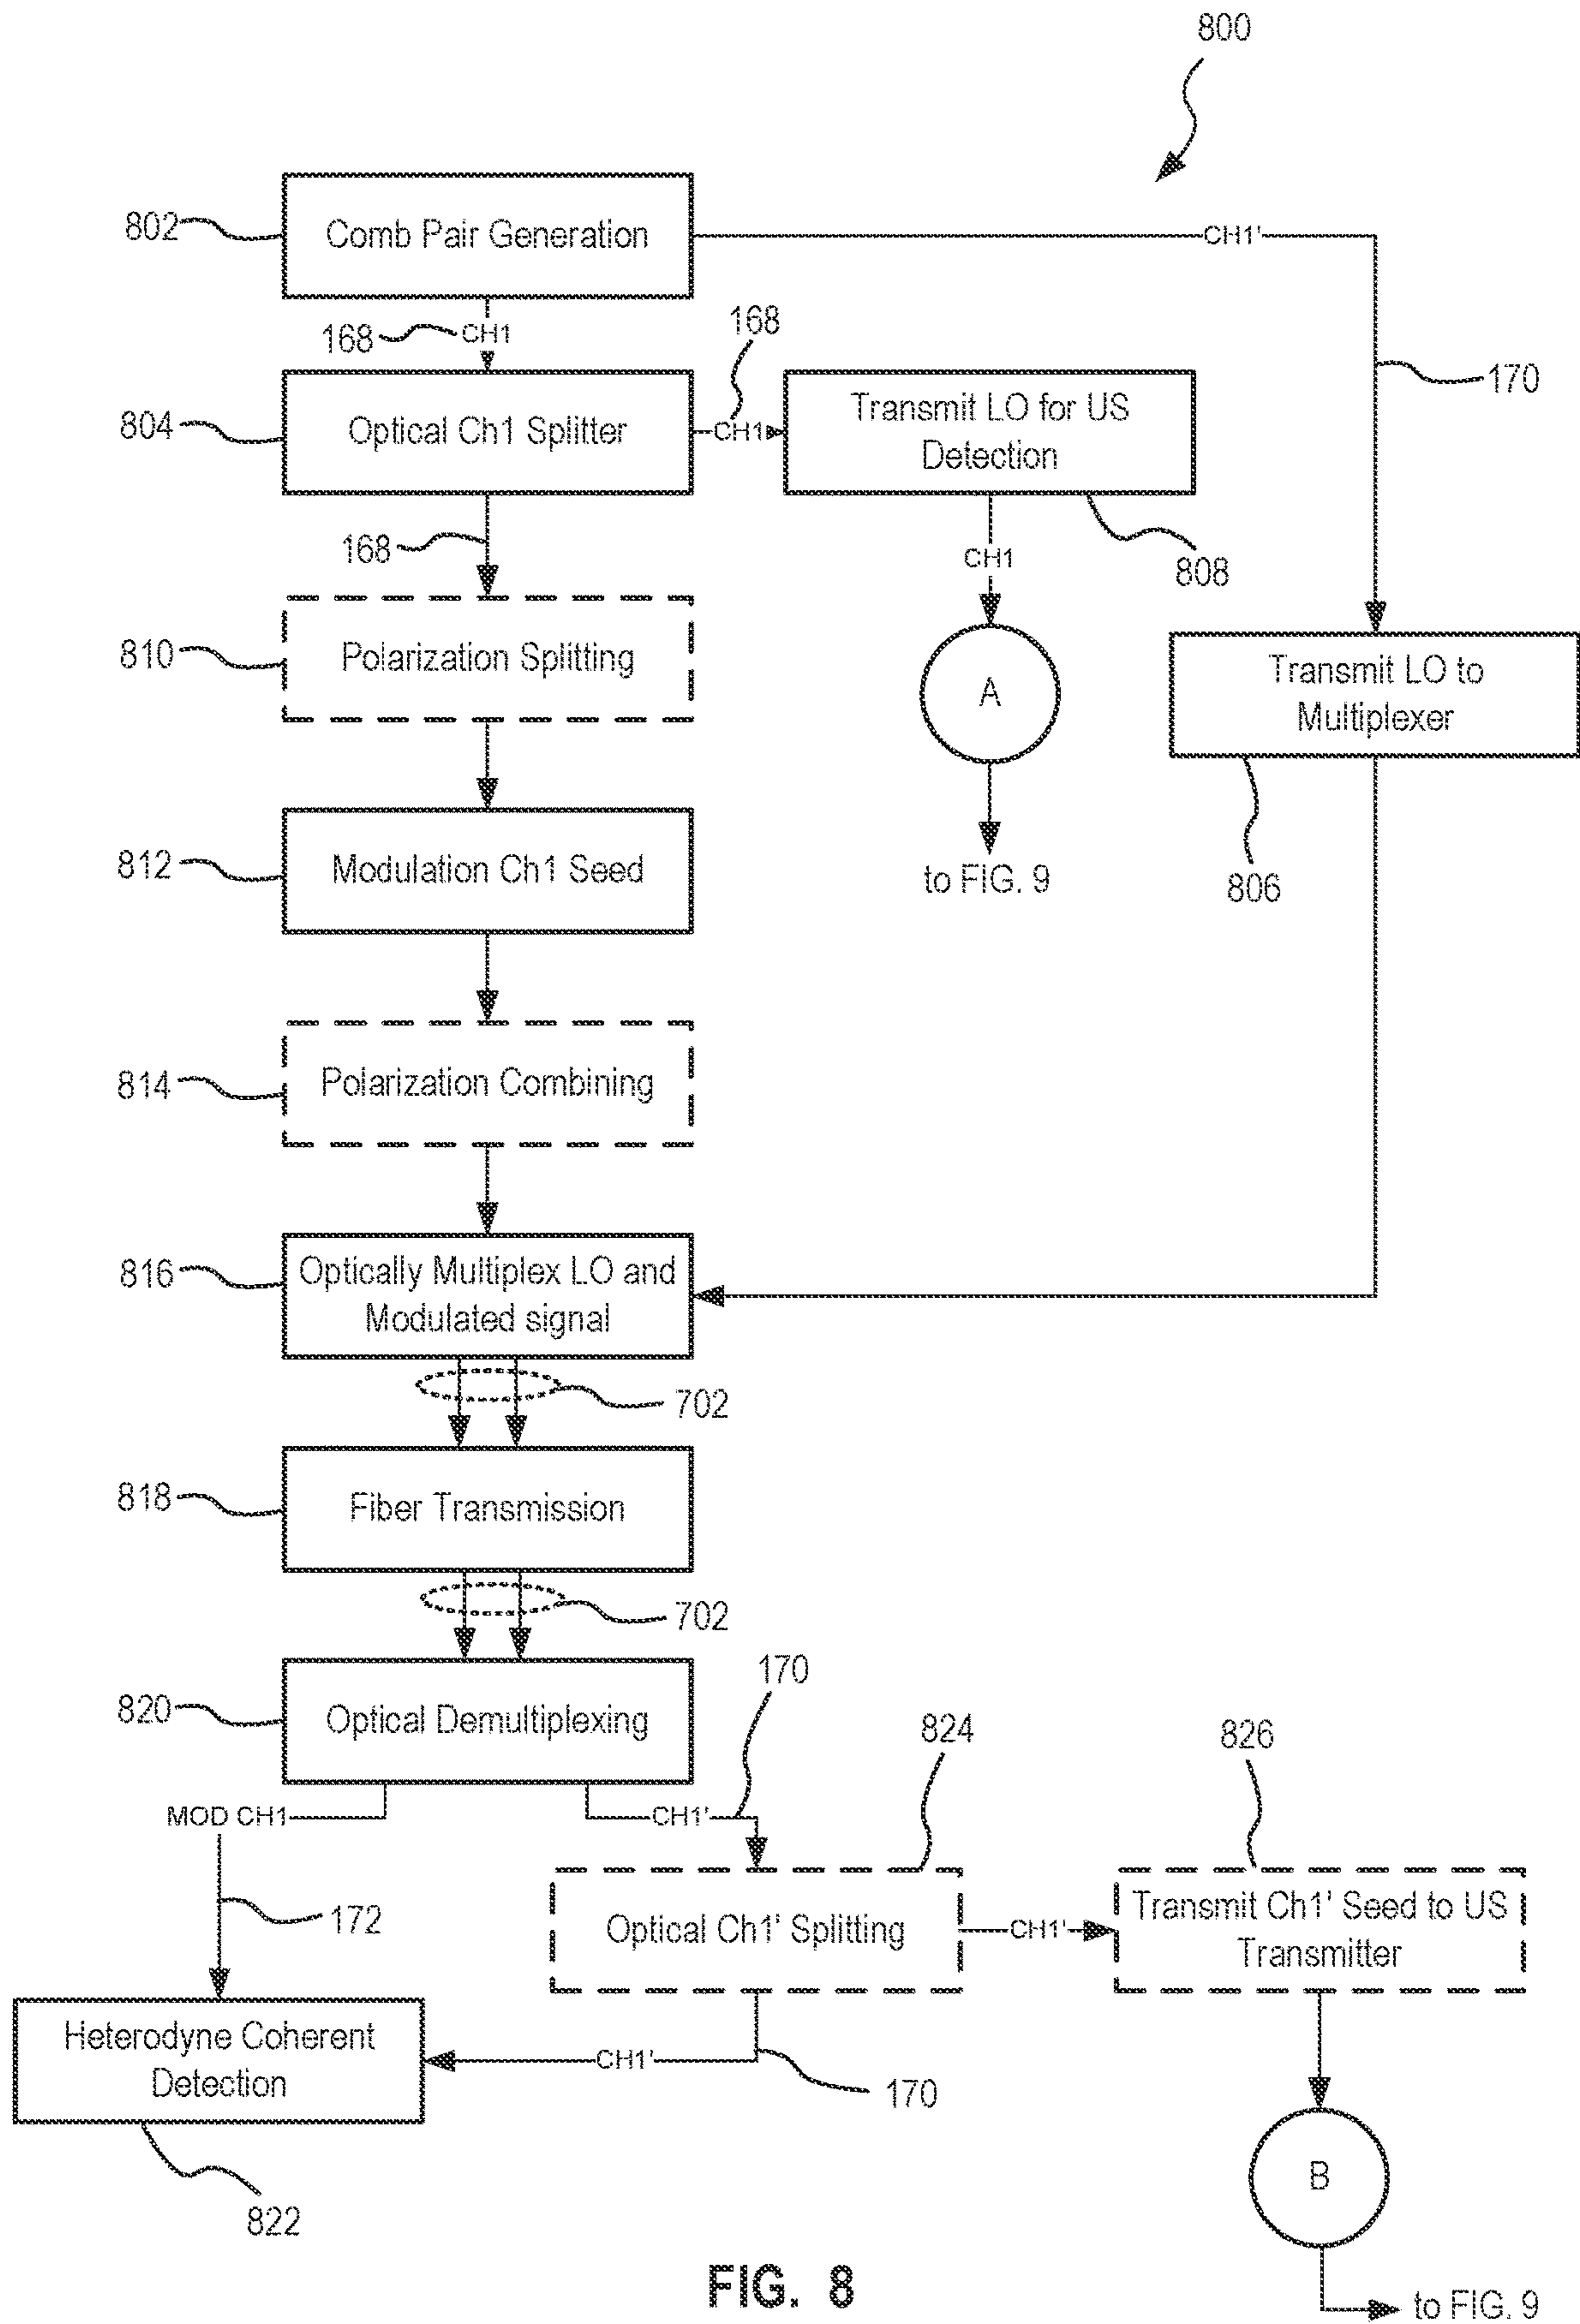 800
802
Comb Pair Generation
CH1'
168
CH1
168
170
804
Optical Ch1 Splitter
CH1
Transmit LO for US
Detection
168
CH1
808
810
Polarization Splitting
A
Transmit LO to
Multiplexer
812
Modulation Ch1 Seed
to FIG. 9
806
814
Polarization Combining
816
Optically Multiplex LO and
Modulated signal
702
818
Fiber Transmission
702
820
Optical Demultiplexing
170
824
826
MOD CH1
CH1'
172
Optical Ch1' Splitting
CH1'
Transmit Ch1' Seed to US
Transmitter
Heterodyne Coherent
Detection
CH1'
170
822
B
FIG. 8
to FIG. 9